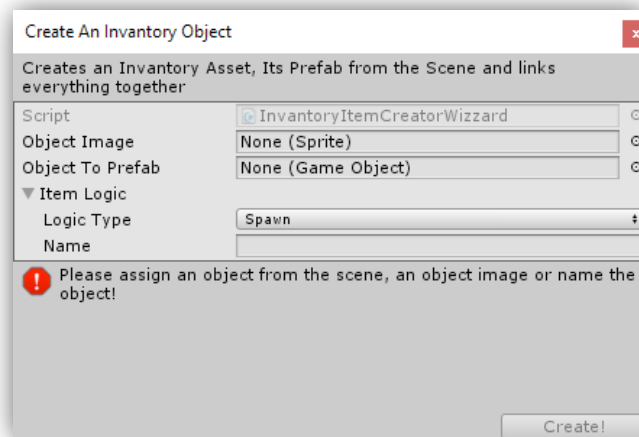 Create An Invantory Object
x
Creates an Invantory Asset, Its Prefab from the Scene and links
everything together
Script InvantoryItemCreatorWizzard
Object Image None (Sprite)
Object To Prefab None (Game Object)
Item Logic
Logic Type Spawn
Name
Please assign an object from the scene, an object image or name the
object!
Create!